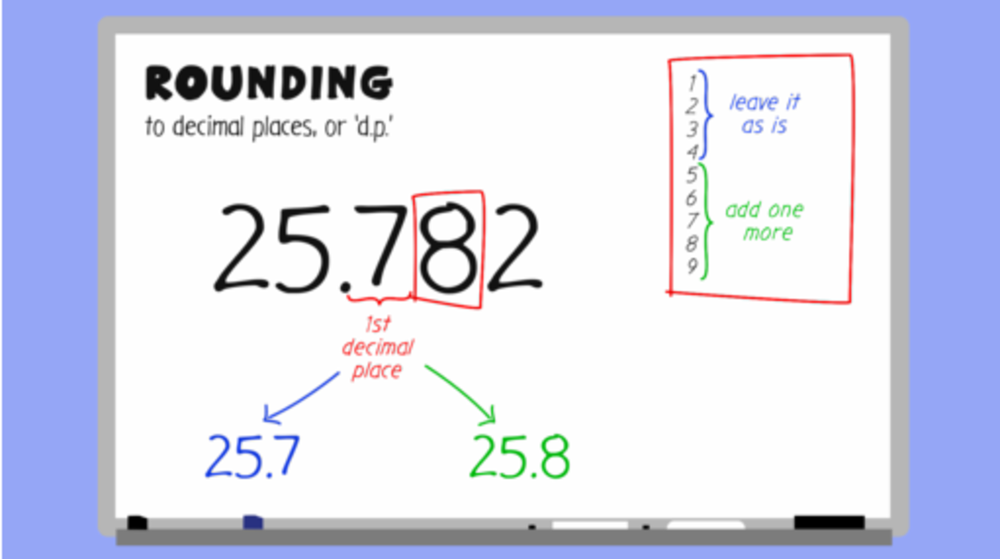 ROUNDING
to decimal places, or 'd.p.'
25.782
1st
decimal
place
25.7
25.8
1
2
3
4
leave it
as is
5
6
7
8
9
add one
more